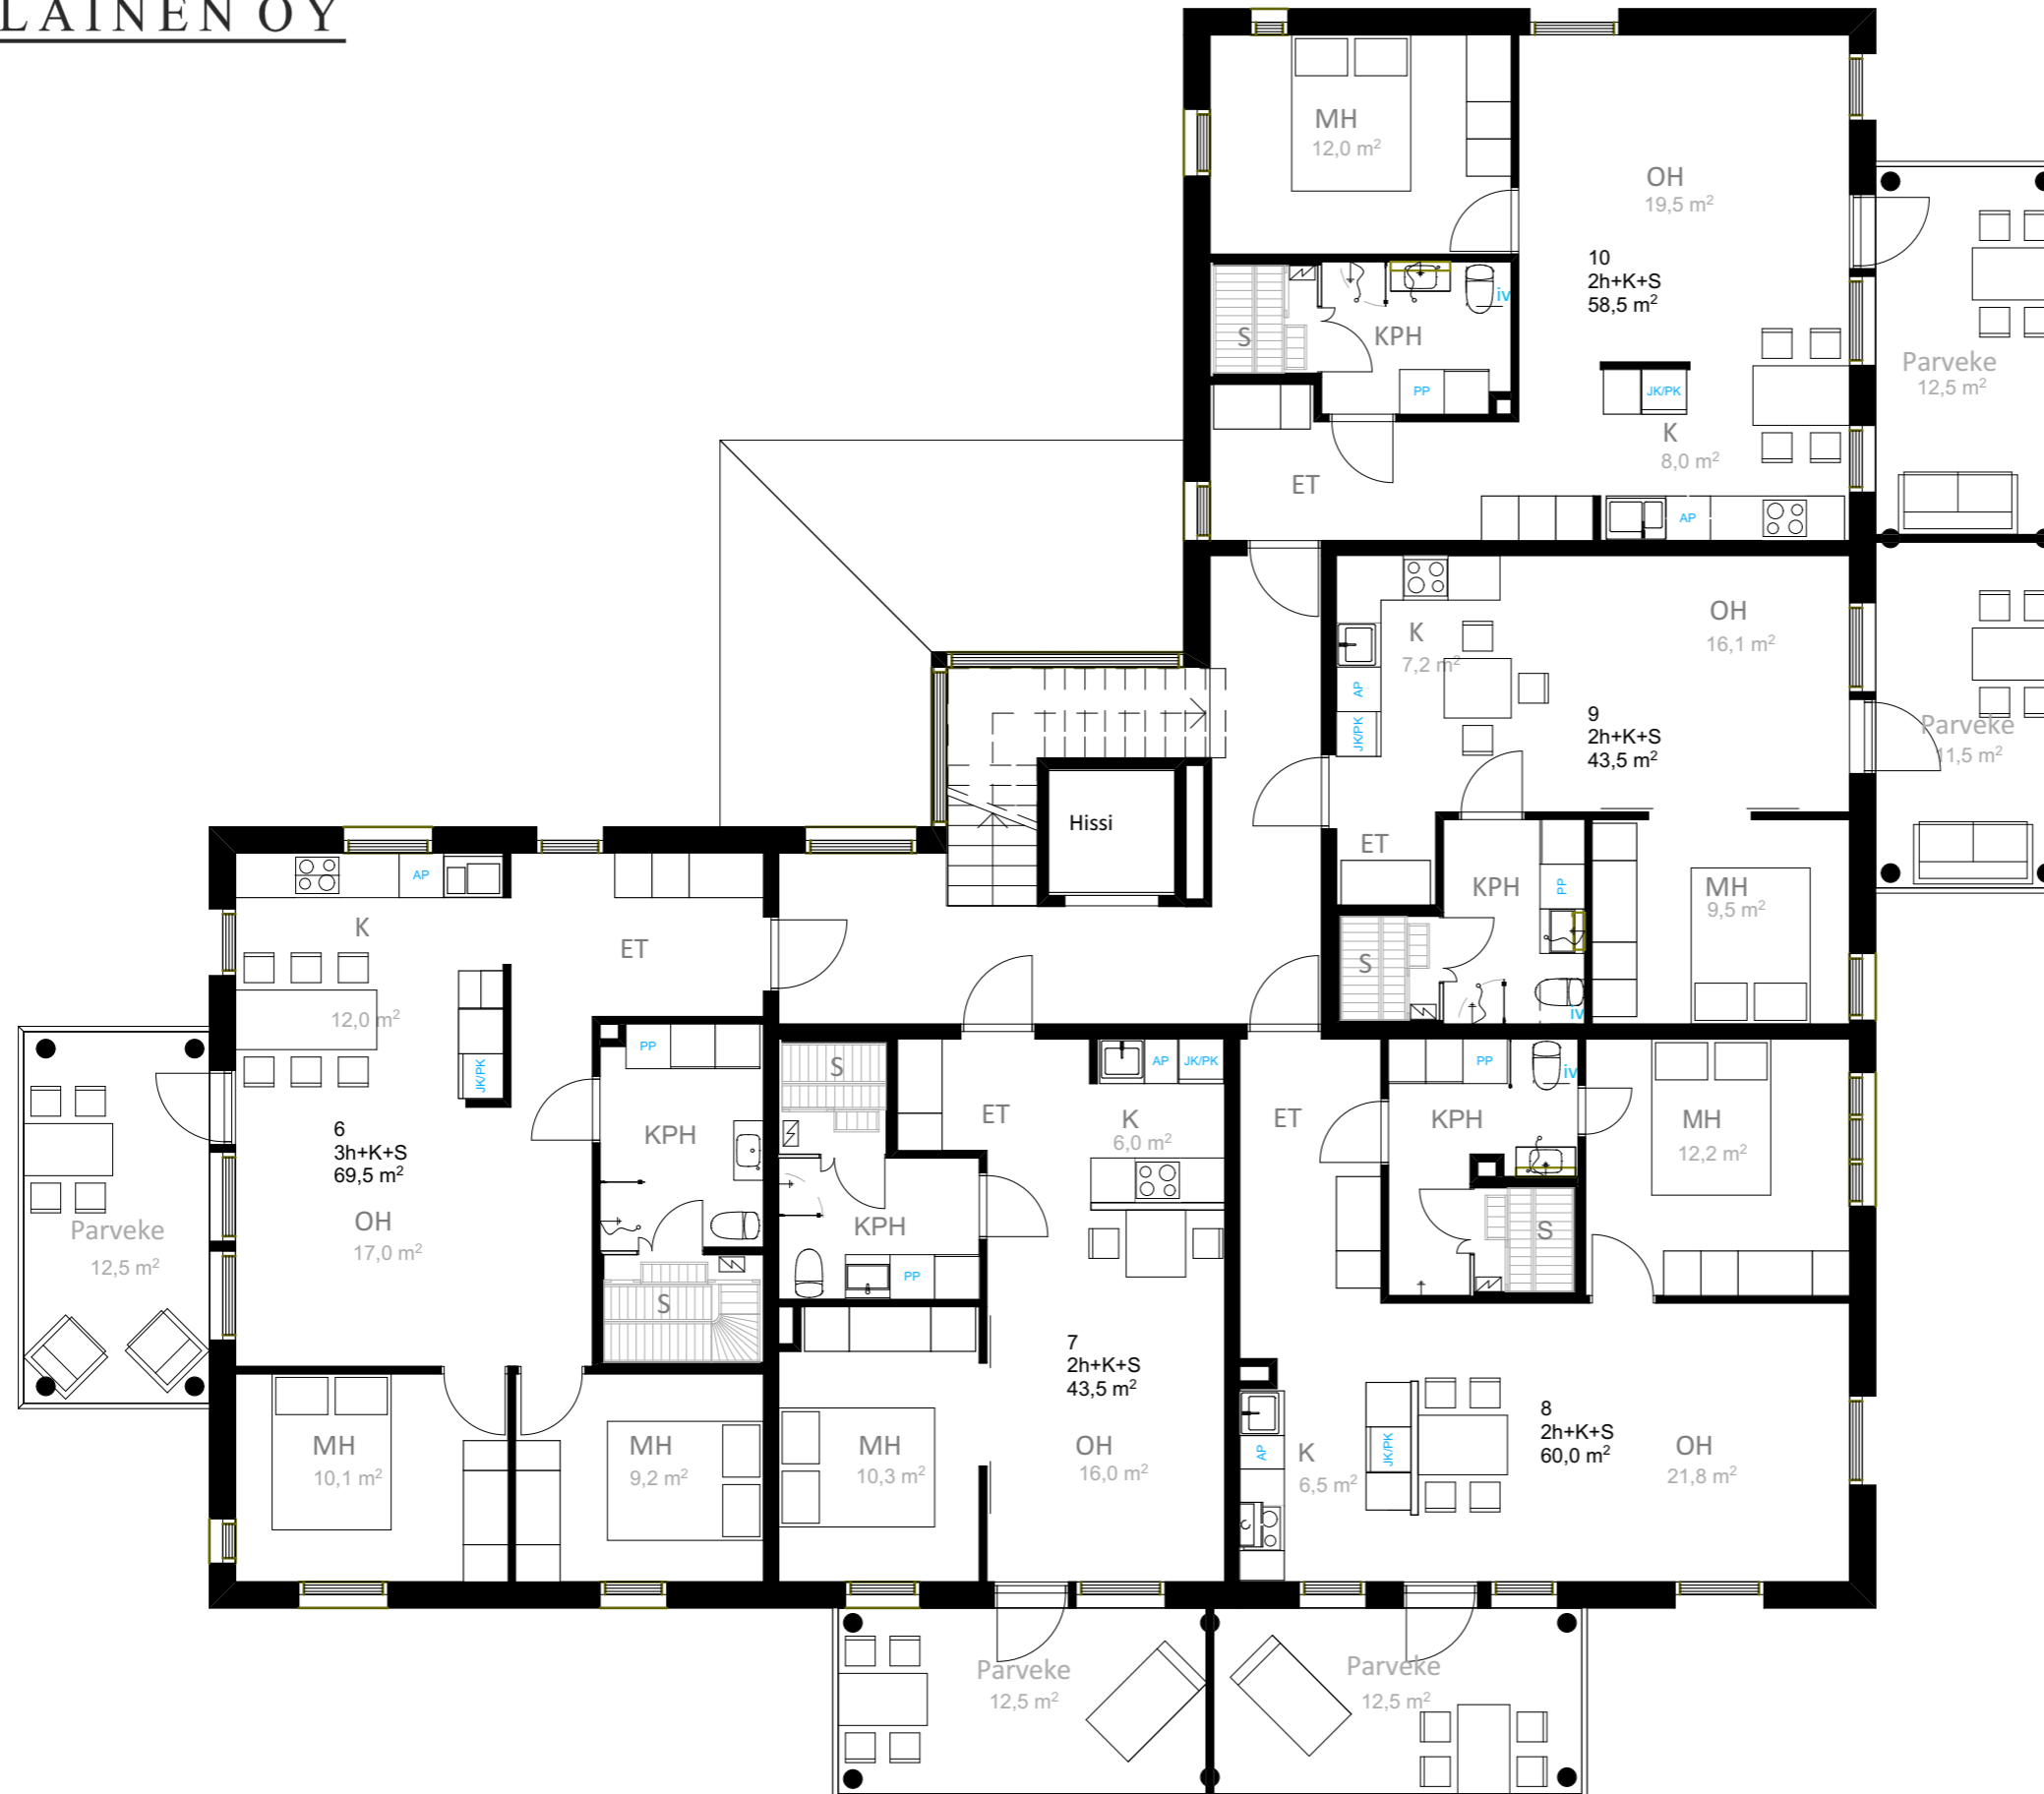 LAINEN OY
MH
12,0 m²
OH
19,5 m²
10
2h+K+S
58,5 m²
S
KPH
iv
PP
JK/PK
Parveke
12,5 m²
K
8,0 m²
ET
AP
K
7,2 m²
OH
16,1 m²
AP
JK/PK
9
2h+K+S
43,5 m²
Parveke
11,5 m²
Hissi
ET
KPH
PP
MH
9,5 m²
S
iv
AP
K
ET
12,0 m²
JK/PK
PP
KPH
6
3h+K+S
69,5 m²
OH
17,0 m²
Parveke
12,5 m²
S
MH
10,1 m²
MH
9,2 m²
S
ET
AP
JK/PK
K
6,0 m²
KPH
PP
7
2h+K+S
43,5 m²
MH
10,3 m²
OH
16,0 m²
ET
PP
iv
KPH
MH
12,2 m²
S
8
2h+K+S
60,0 m²
AP
K
6,5 m²
JK/PK
OH
21,8 m²
Parveke
12,5 m²
Parveke
12,5 m²